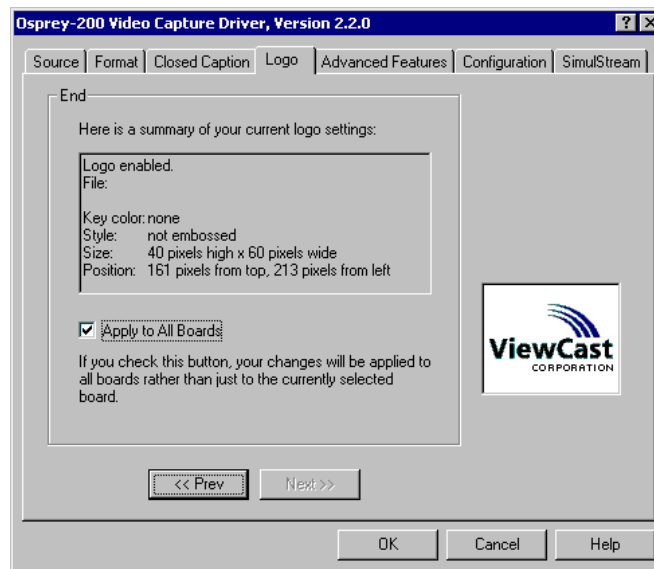 Osprey-200 Video Capture Driver, Version 2.2.0
Source Format Closed Caption Logo Advanced Features Configuration SimulStream
End
Here is a summary of your current logo settings:
Logo enabled.
File:
Key color: none
Style: not embossed
Size: 40 pixels high x 60 pixels wide
Position: 161 pixels from top, 213 pixels from left
Apply to All Boards
If you check this button, your changes will be applied to
all boards rather than just to the currently selected
board.
ViewCast
CORPORATION
<< Prev Next >>
OK Cancel Help